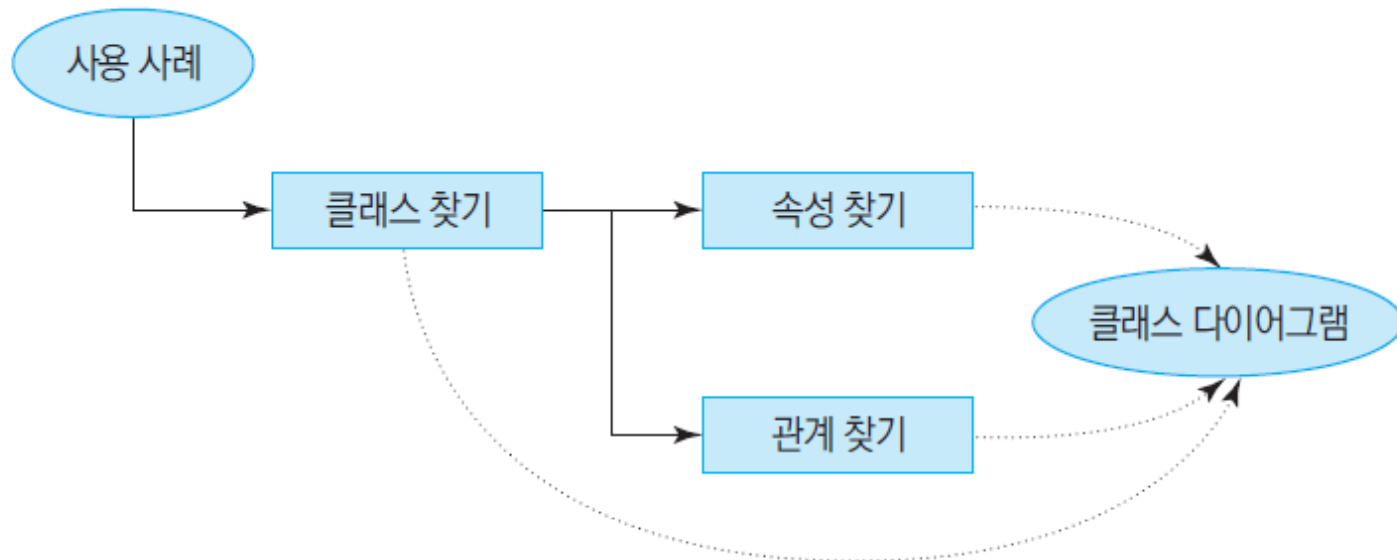 사용 사례
클래스 찾기
속성 찾기
클래스 다이어그램
관계 찾기